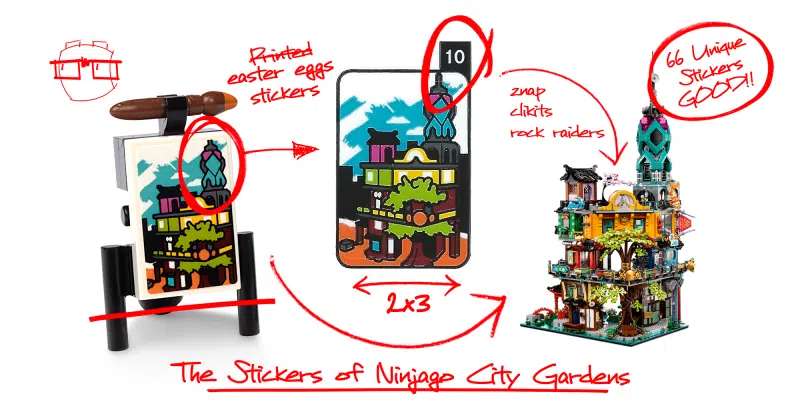 Printed
easter eggs
stickers
10
znap
clikits
rock raiders
66 Unique
Stickers
GOOD!!
2x3
The Stickers of Ninjago City Gardens